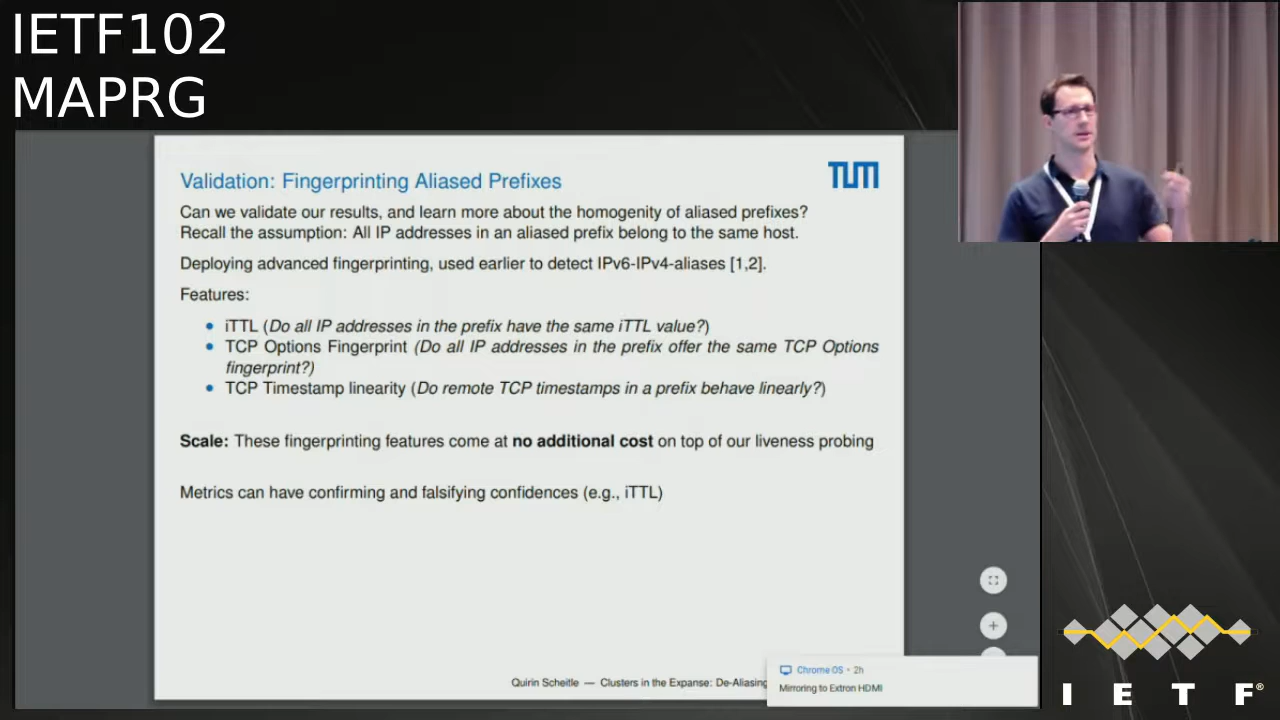 IETF102
MAPRG
TUM
Validation: Fingerprinting Aliased Prefixes
Can we validate our results, and learn more about the homogenity of aliased prefixes?
Recall the assumption: All IP addresses in an aliased prefix belong to the same host.
Deploying advanced fingerprinting, used earlier to detect IPv6-IPv4-aliases [1,2].
Features:
• iTTL (Do all IP addresses in the prefix have the same iTTL value?)
• TCP Options Fingerprint (Do all IP addresses in the prefix offer the same TCP Options
fingerprint?)
• TCP Timestamp linearity (Do remote TCP timestamps in a prefix behave linearly?)
Scale: These fingerprinting features come at no additional cost on top of our liveness probing
Metrics can have confirming and falsifying confidences (e.g., iTTL)
Quirin Scheitle — Clusters in the Expanse: De-Aliasing
Chrome OS • 2h
Mirroring to Extron HDMI
I E T F®